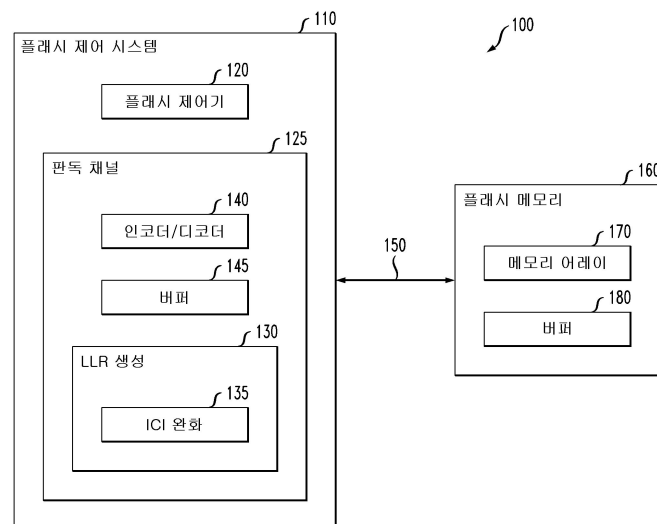 110
플래시 제어 시스템
100
120
플래시 제어기
125
판독 채널
160
플래시 메모리
140
인코더/디코더
150
170
메모리 어레이
145
버퍼
180
버퍼
130
LLR 생성
135
ICI 완화